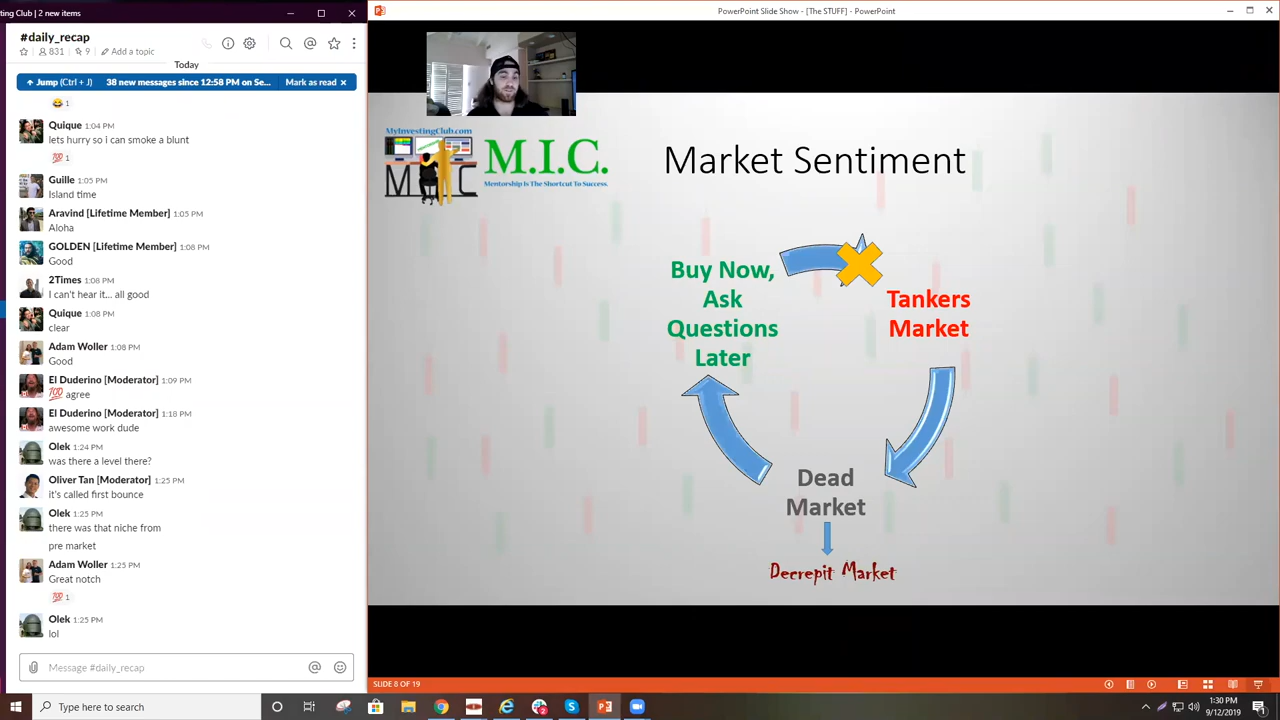 ting Club | 2 new items
PowerPoint Slide Show - [The STUFF] - PowerPoint
#daily_recap
831
9
Add a topic
Today
Jump (Ctrl + J)
38 new messages since 12:58 PM on Se...
Mark as read
1
Quique 1:04 PM
lets hurry so i can smoke a blunt
100 1
Guille 1:05 PM
Island time
Aravind [Lifetime Member] 1:05 PM
Aloha
GOLDEN [Lifetime Member] 1:08 PM
Good
2Times 1:08 PM
I can't hear it... all good
Quique 1:08 PM
clear
Adam Woller 1:08 PM
Good
El Duderino [Moderator] 1:09 PM
100 agree
El Duderino [Moderator] 1:18 PM
awesome work dude
Olek 1:24 PM
was there a level there?
Oliver Tan [Moderator] 1:25 PM
it's called first bounce
Olek 1:25 PM
there was that niche from
pre market
Adam Woller 1:25 PM
Great notch
100 1
Olek 1:25 PM
lol
Message #daily_recap
MyInvestingClub.com
MIC
M.I.C.
Mentorship Is The Shortcut To Success.
Market Sentiment
Buy Now,
Ask
Questions
Later
Tankers
Market
Dead
Market
Decrepit Market
SLIDE 8 OF 19
Type here to search
1:30 PM
9/12/2019
1